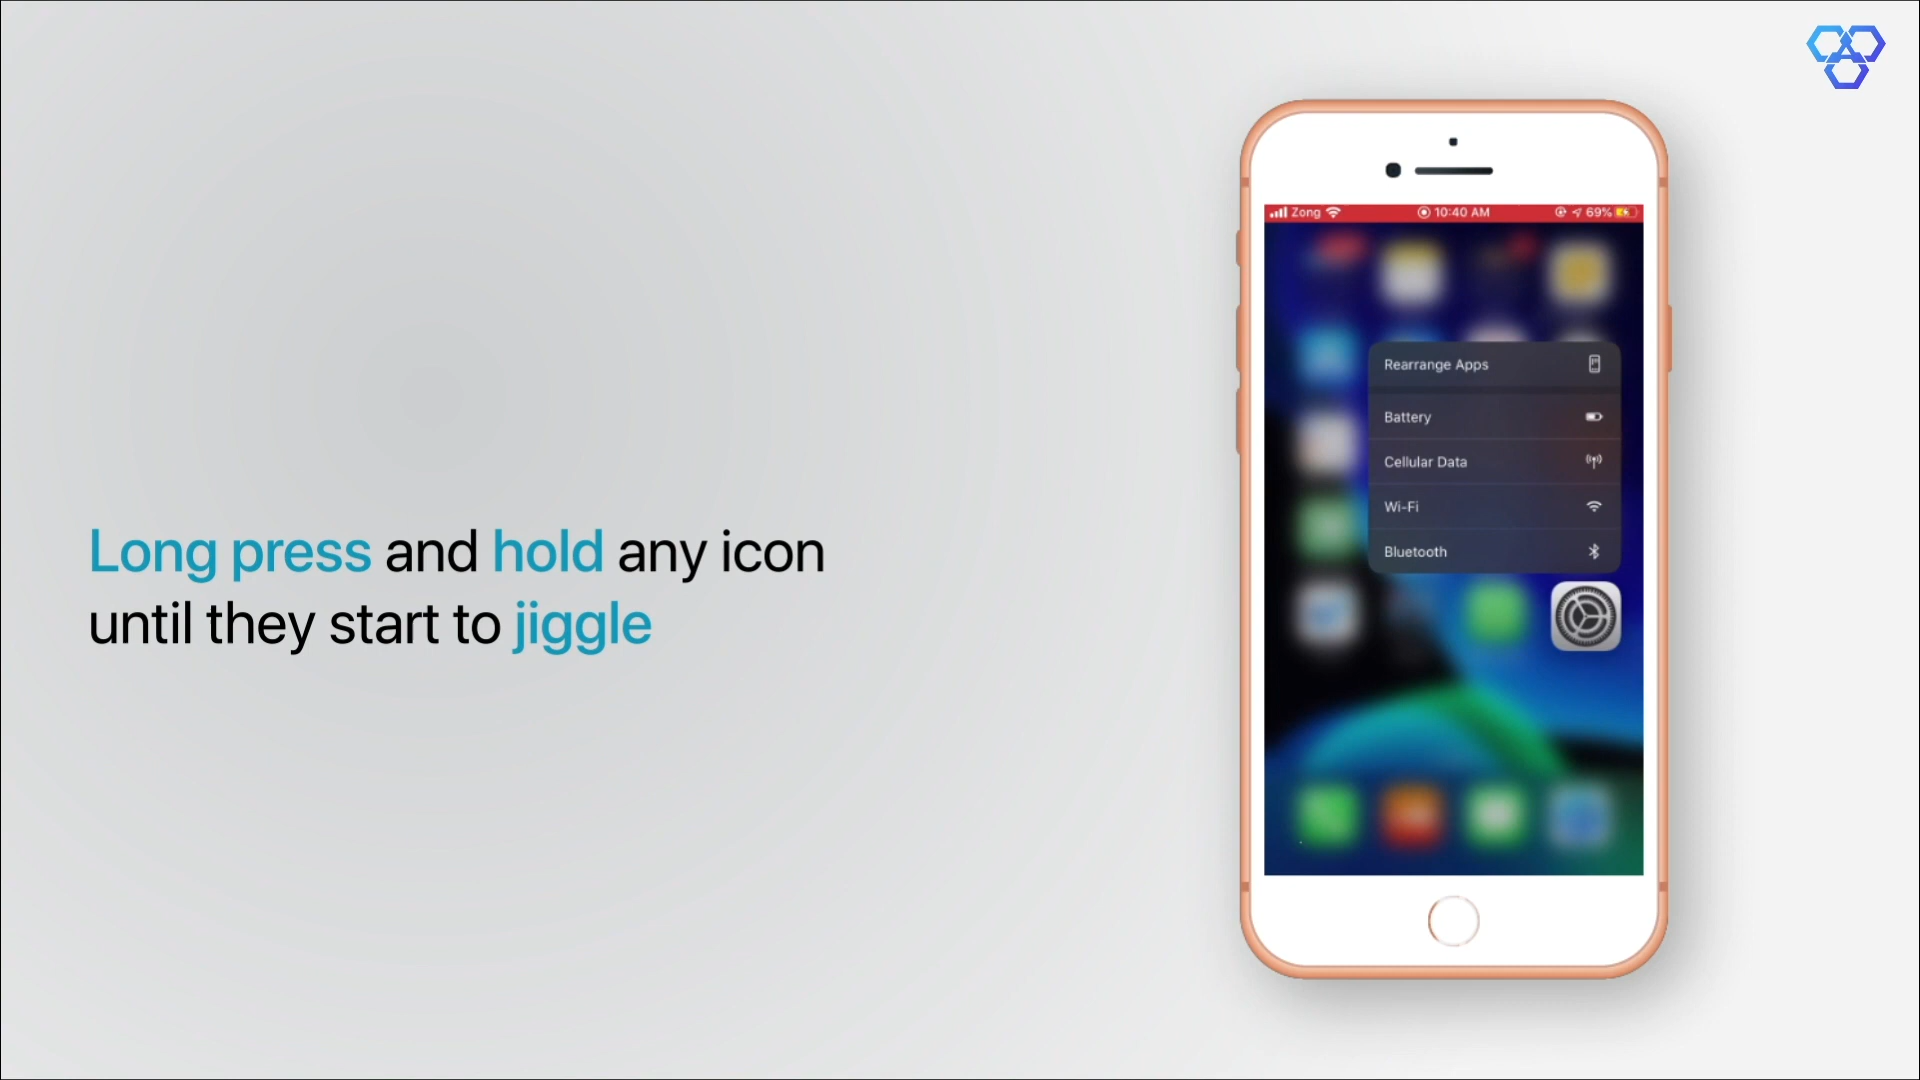 Zong 10:40 AM 69%
Rearrange Apps
Battery
Cellular Data
Wi-Fi
Bluetooth
Long press and hold any icon
until they start to jiggle